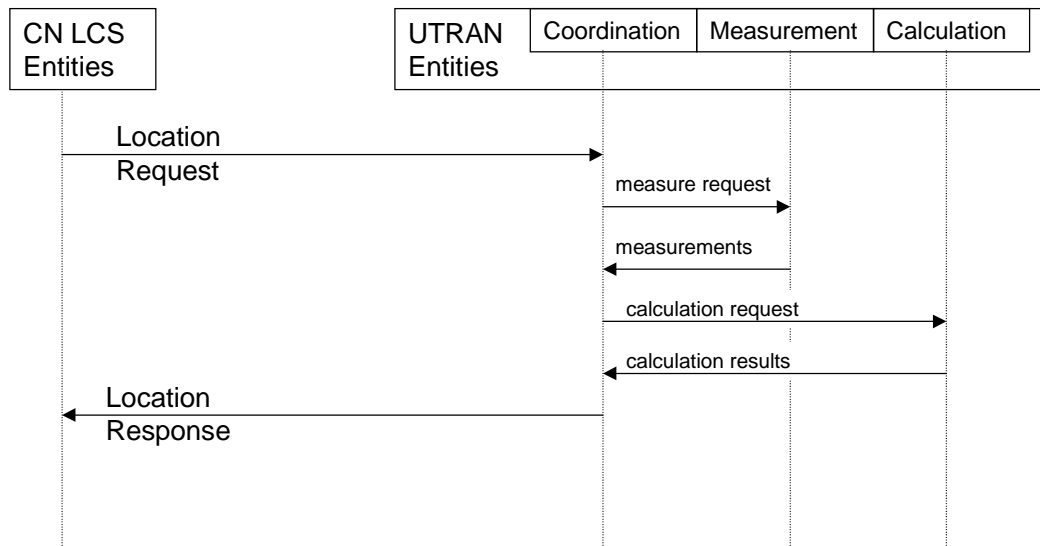 CN LCS
Entities
UTRAN
Entities
Coordination
Measurement
Calculation
Location
Request
measure request
measurements
calculation request
calculation results
Location
Response